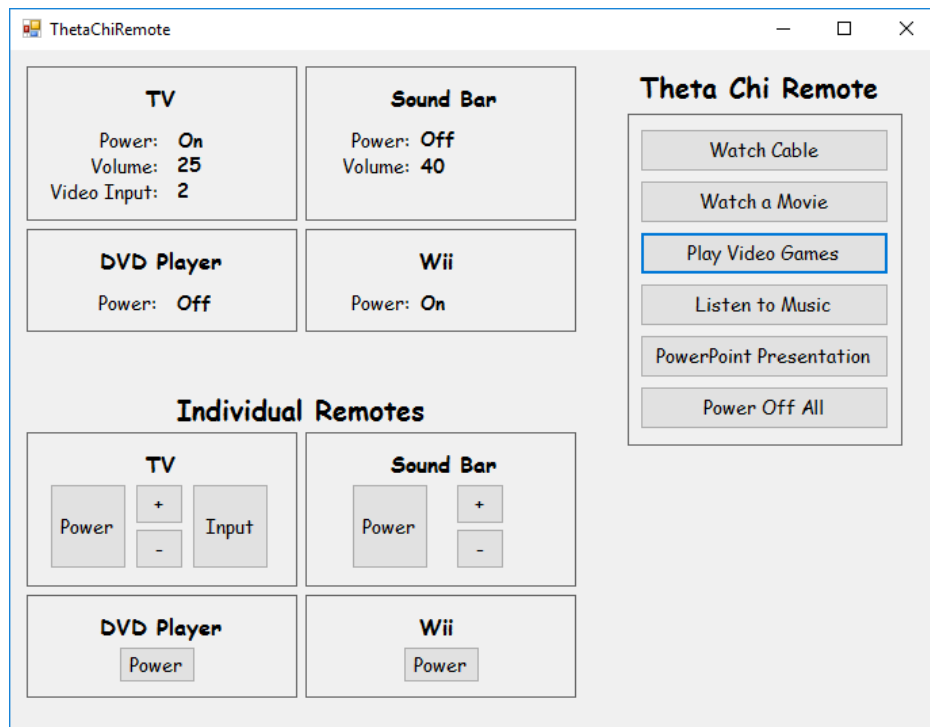 ThetaChiRemote
TV
Power: On
Volume: 25
Video Input: 2
Sound Bar
Power: Off
Volume: 40
DVD Player
Power: Off
Wii
Power: On
Theta Chi Remote
Watch Cable
Watch a Movie
Play Video Games
Listen to Music
PowerPoint Presentation
Power Off All
Individual Remotes
TV
Power
+
-
Input
Sound Bar
Power
+
-
DVD Player
Power
Wii
Power